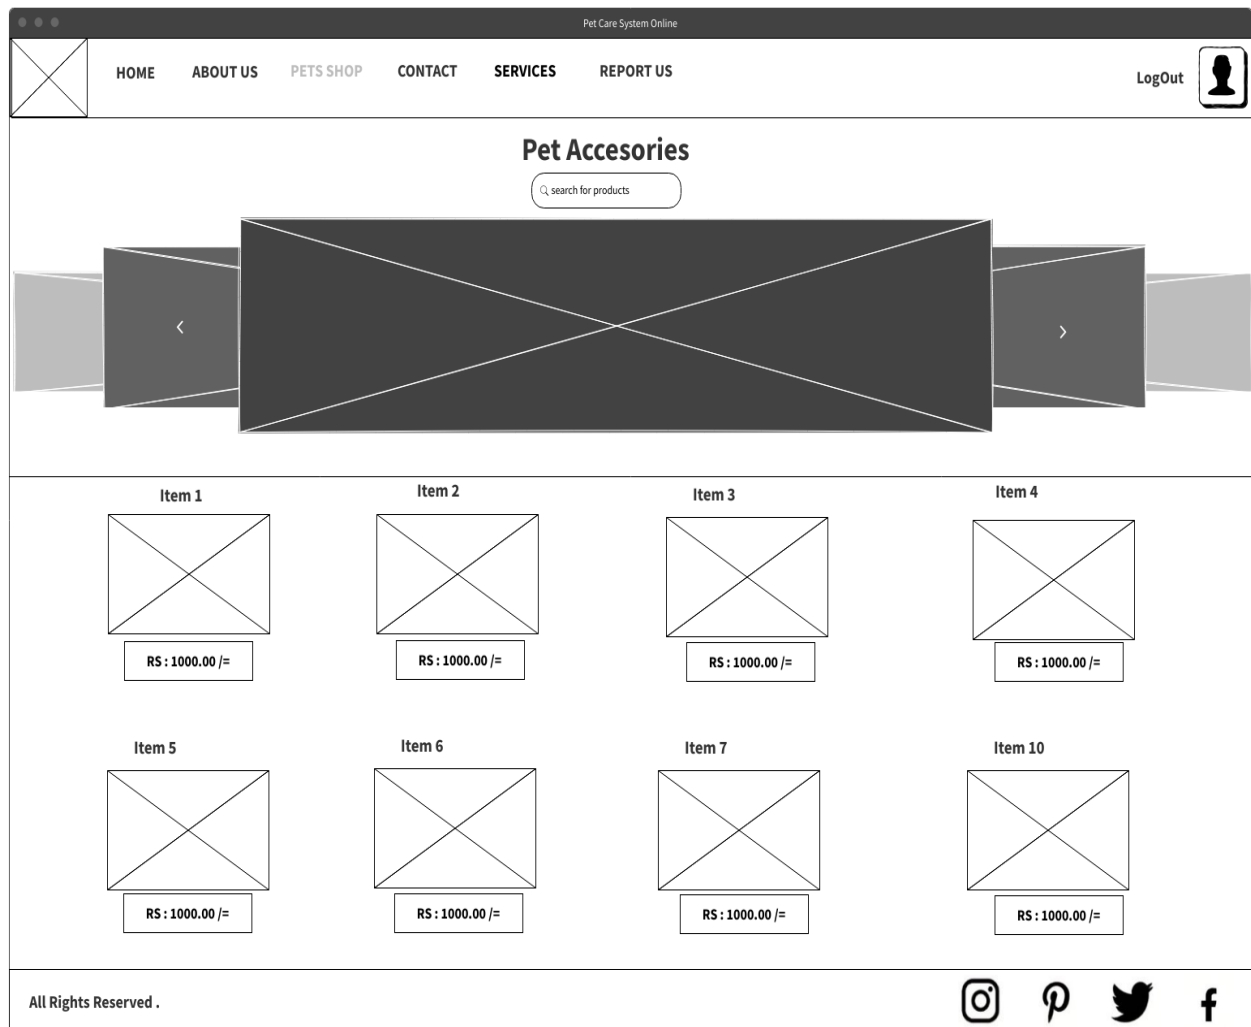 Pet Care System Online
HOME ABOUT US PETS SHOP CONTACT SERVICES REPORT US LogOut
Pet Accesories
search for products
Item 1 Item 2 Item 3 Item 4
RS : 1000.00 /= RS : 1000.00 /= RS : 1000.00 /= RS : 1000.00 /=
Item 5 Item 6 Item 7 Item 10
RS : 1000.00 /= RS : 1000.00 /= RS : 1000.00 /= RS : 1000.00 /=
All Rights Reserved .